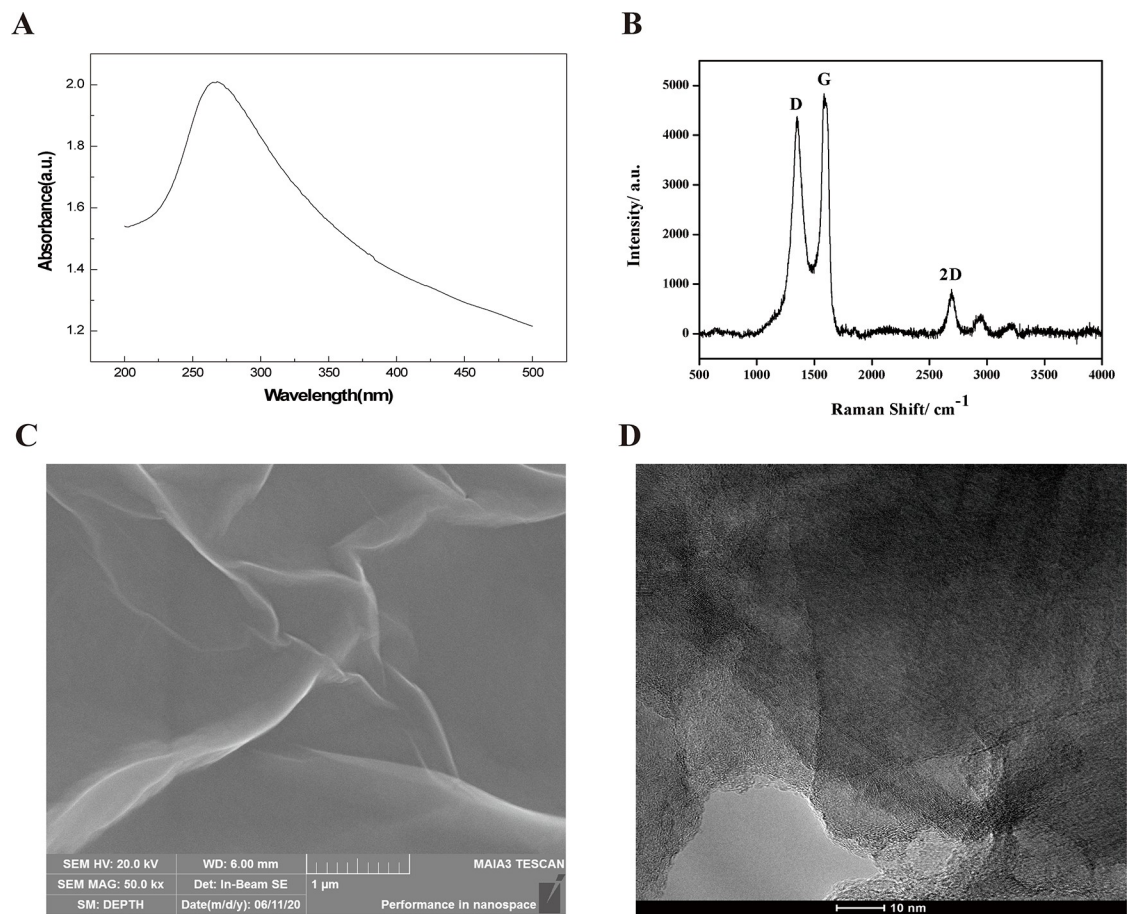 A
B
Absorbance(a.u.)
2.0
1.8
1.6
1.4
1.2
200
250
300
350
400
450
500
Wavelength(nm)
D
G
2D
Intensity/ a.u.
5000
4000
3000
2000
1000
0
500
1000
1500
2000
2500
3000
3500
4000
Raman Shift/ cm-1
C
D
SEM HV: 20.0 kV
WD: 6.00 mm
MAIA3 TESCAN
SEM MAG: 50.0 kx
Det: In-Beam SE
1 µm
SM: DEPTH
Date(m/d/y): 06/11/20
Performance in nanospace
10 nm